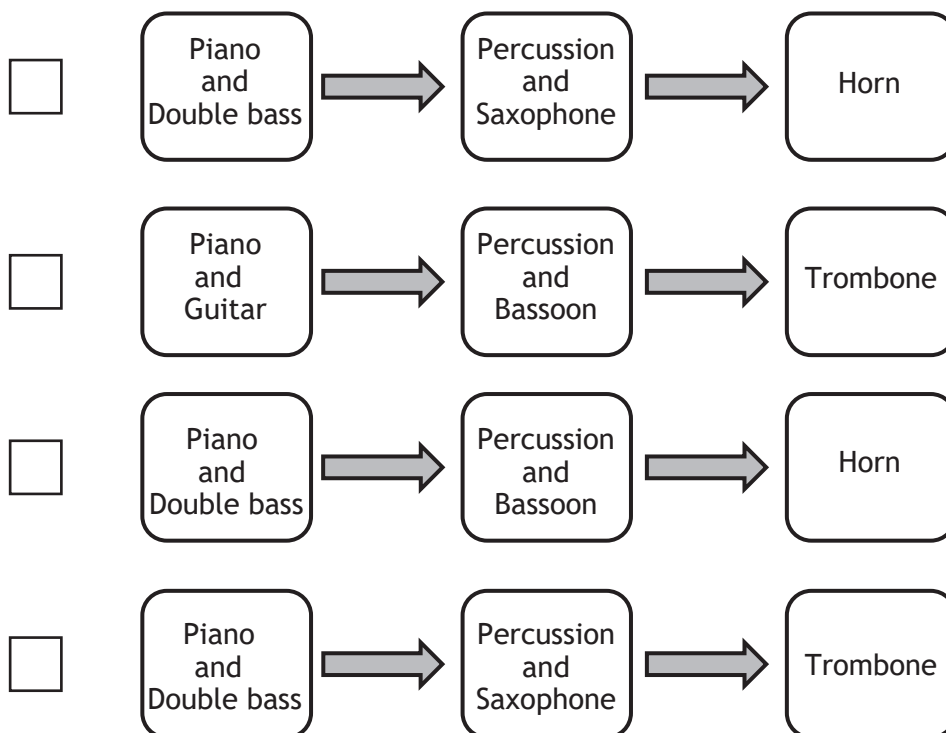 Piano
and
Double bass
Percussion
and
Saxophone
Horn
Piano
and
Guitar
Percussion
and
Bassoon
Trombone
Piano
and
Double bass
Percussion
and
Bassoon
Horn
Piano
and
Double bass
Percussion
and
Saxophone
Trombone